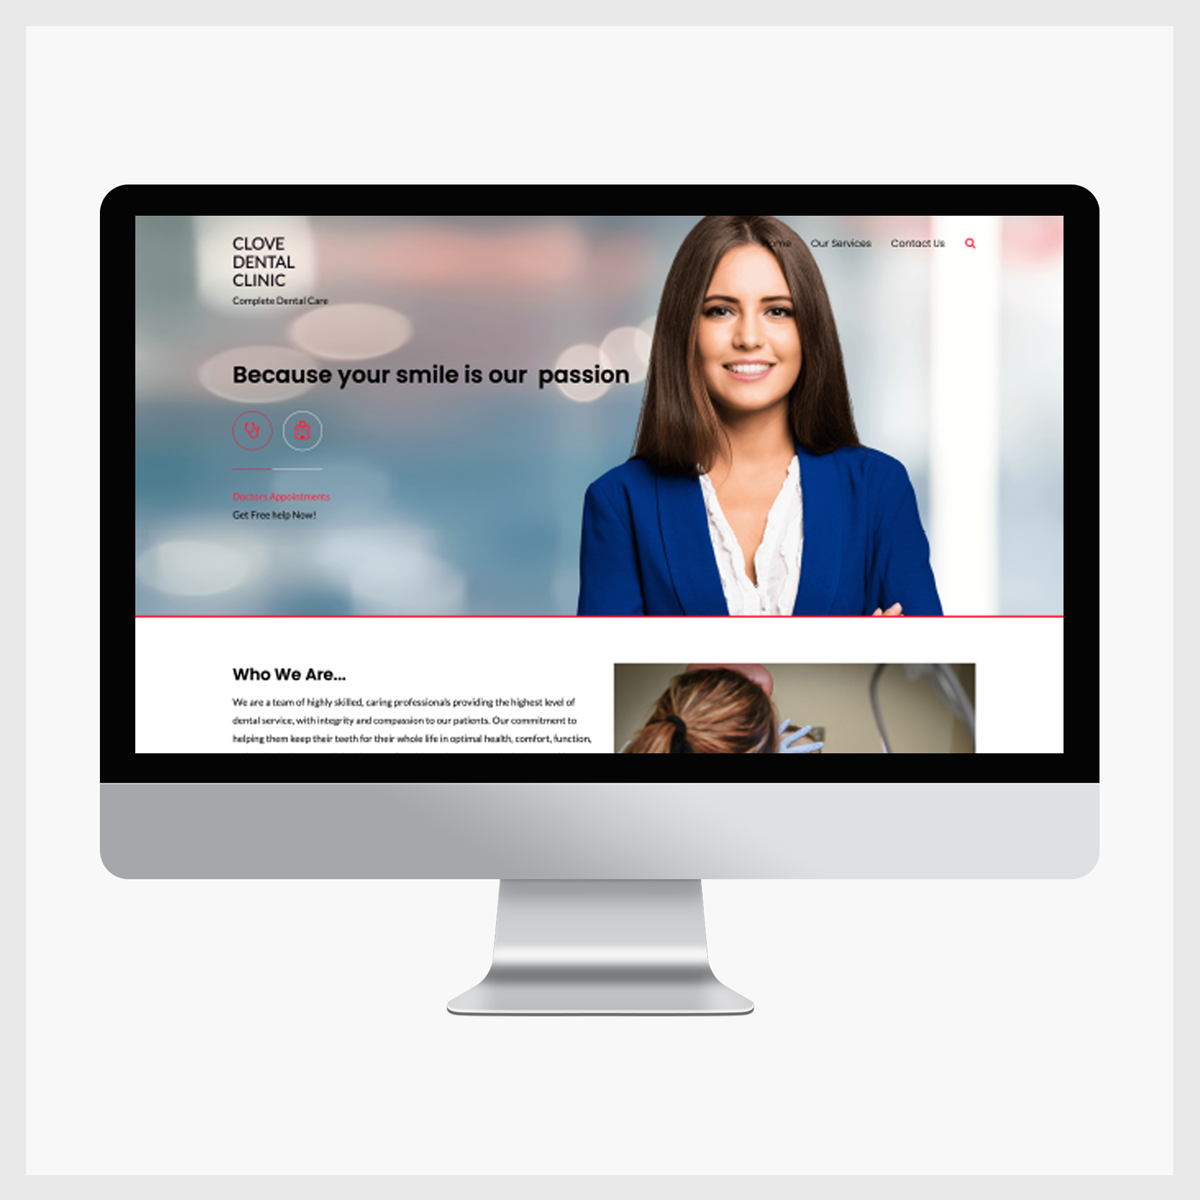 CLOVE
DENTAL
CLINIC
Complete Dental Care
Home Our Services Contact Us
Because your smile is our passion
Doctors Appointments
Get Free help Now!
Who We Are...
We are a team of highly skilled, caring professionals providing the highest level of
dental service, with integrity and compassion to our patients. Our commitment to
helping them keep their teeth for their whole life in optimal health, comfort, function,